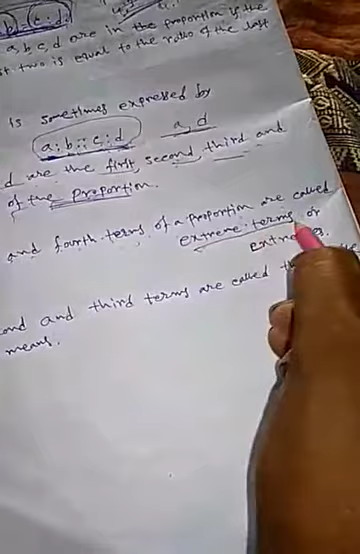 a, b, c, d are in the proportion if the
two is equal to the ratio of the last
is sometimes expressed by
a : b :: c : d a, d
d are the first, second, third and
of the proportion.
and fourth terms of a proportion are called
extreme terms or
and third terms are called
means.